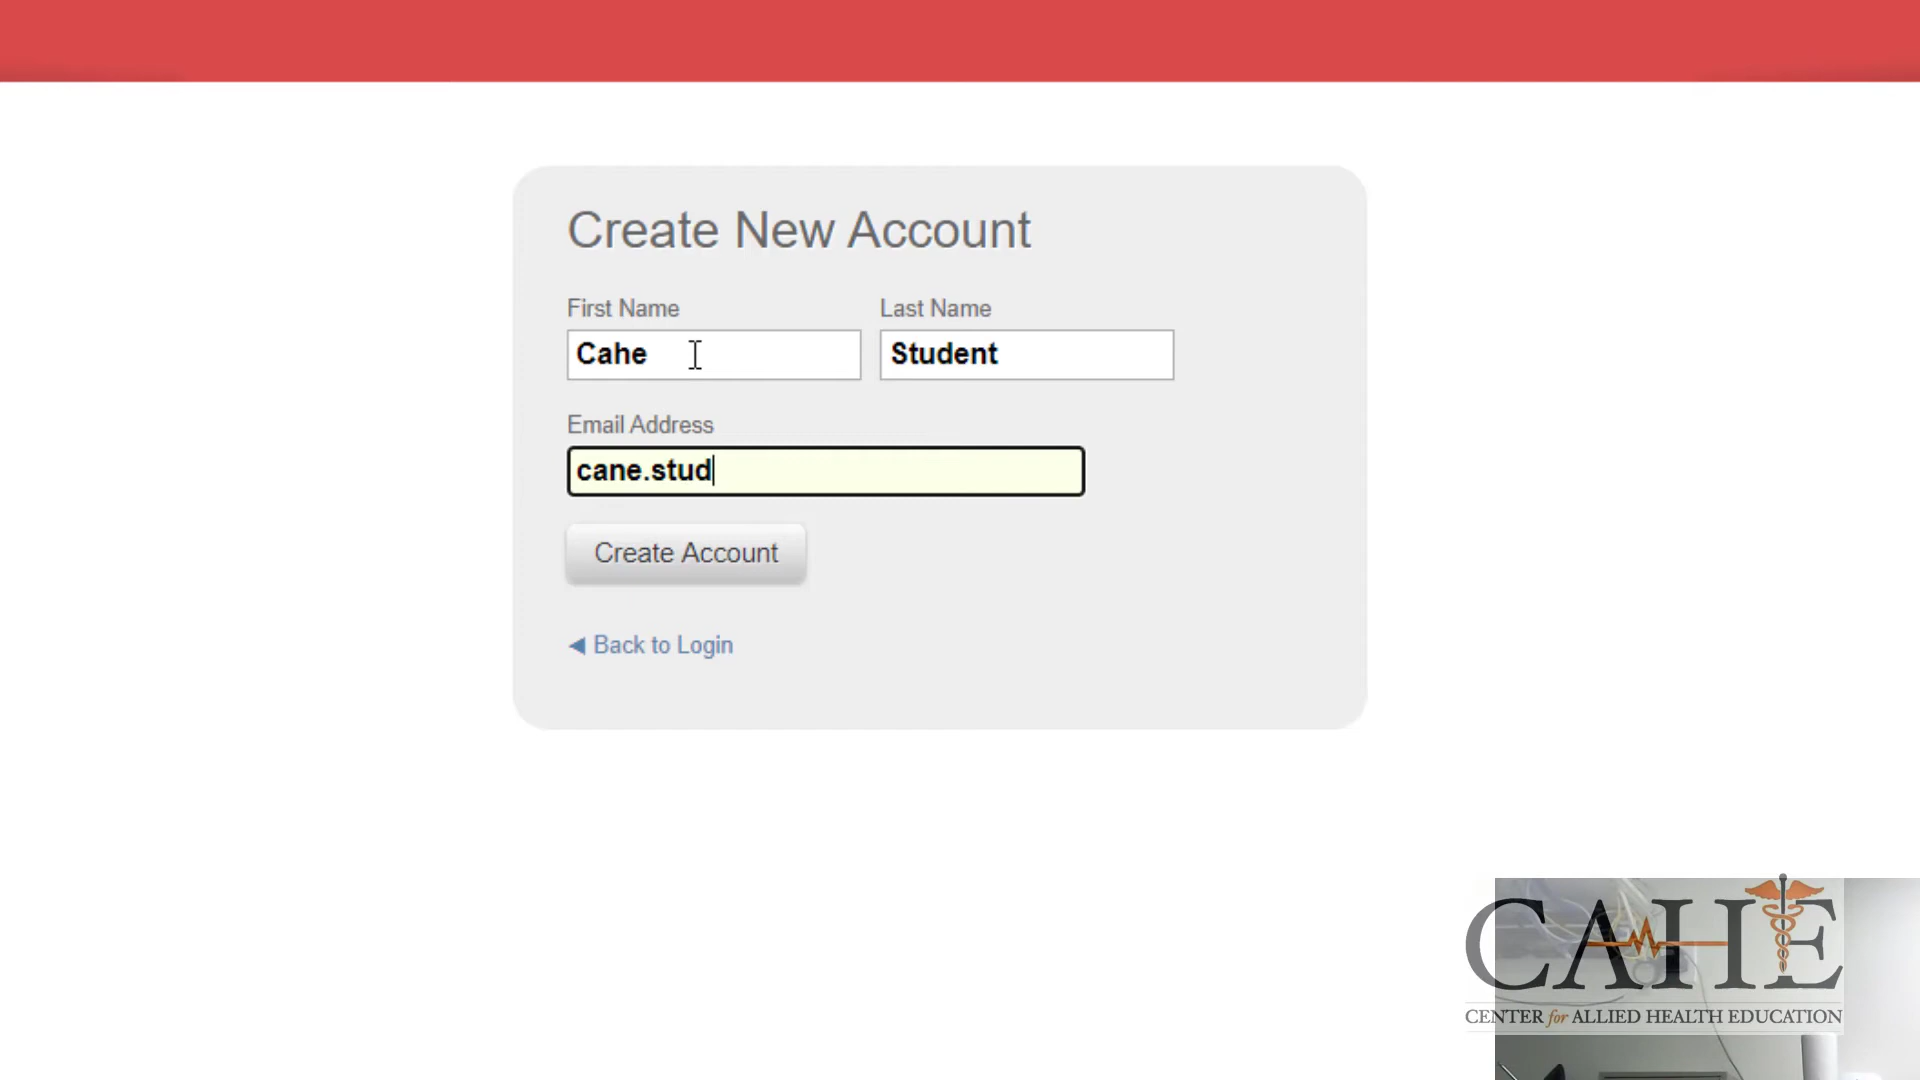 Create New Account
First Name
Last Name
Cahe
Student
Email Address
cane.stud
Create Account
◀ Back to Login
CAHE
CENTER for ALLIED HEALTH EDUCATION